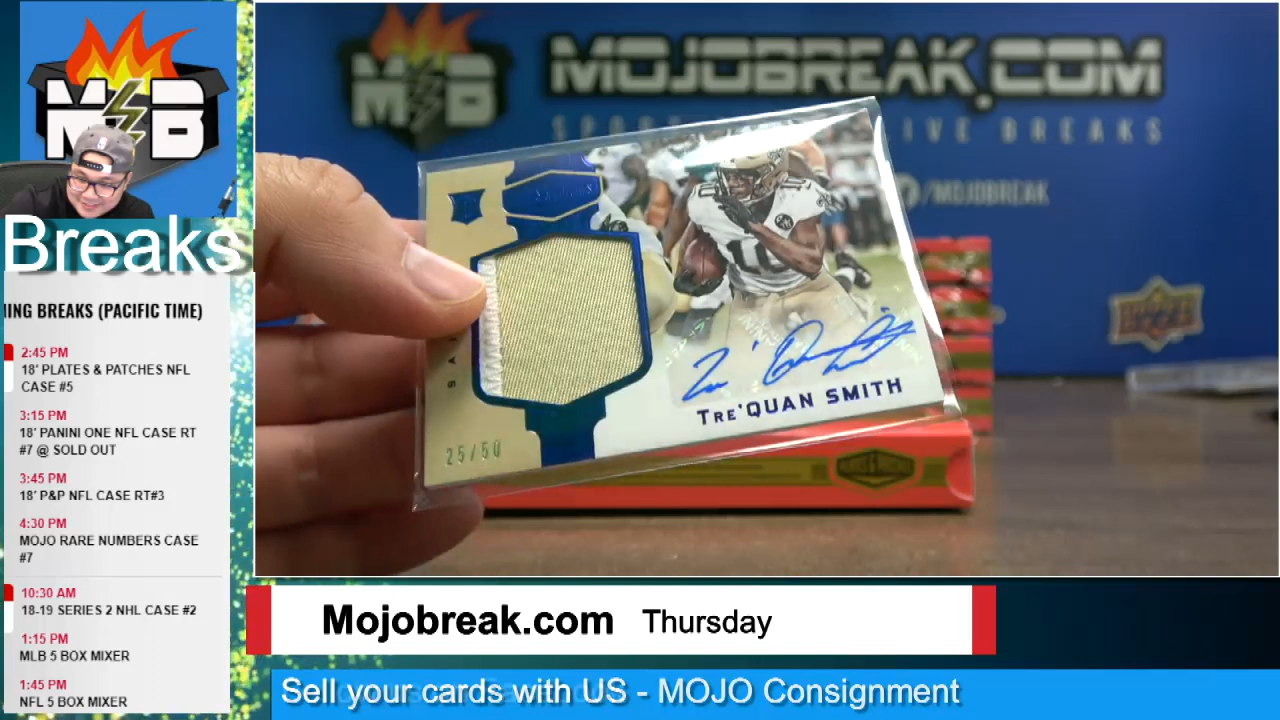 M B
Breaks
ING BREAKS (PACIFIC TIME)
2:45 PM
18' PLATES & PATCHES NFL
CASE #5
3:15 PM
18' PANINI ONE NFL CASE RT
#7 @ SOLD OUT
3:45 PM
18' P&P NFL CASE RT#3
4:30 PM
MOJO RARE NUMBERS CASE
#7
10:30 AM
18-19 SERIES 2 NHL CASE #2
1:15 PM
MLB 5 BOX MIXER
1:45 PM
NFL 5 BOX MIXER
M B
MOJOBREAK.COM
IVE BREAKS
/MOJOBREAK
10
10
25/50
TRE'QUAN SMITH
Mojobreak.com Thursday
Sell your cards with US - MOJO Consignment